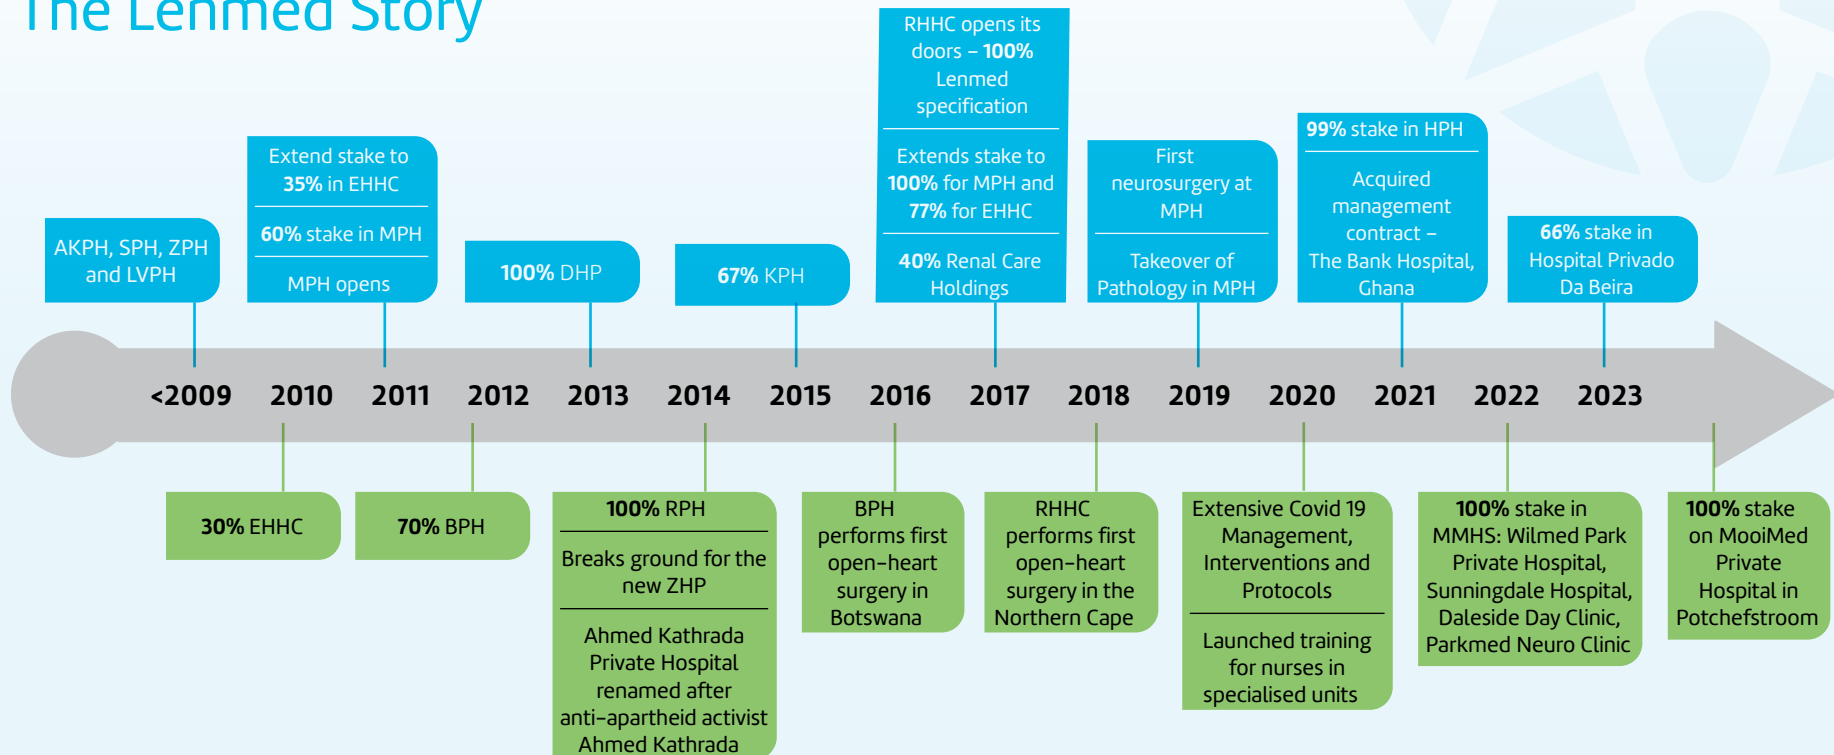 The Lenmed Story
AKPH, SPH, ZPH
and LVPH
Extend stake to
35% in EHHC
60% stake in MPH
MPH opens
100% DHP
67% KPH
RHHC opens its
doors – 100%
Lenmed
specification
Extends stake to
100% for MPH and
77% for EHHC
40% Renal Care
Holdings
First
neurosurgery at
MPH
Takeover of
Pathology in MPH
99% stake in HPH
Acquired
management
contract –
The Bank Hospital,
Ghana
66% stake in
Hospital Privado
Da Beira
<2009 2010 2011 2012 2013 2014 2015 2016 2017 2018 2019 2020 2021 2022 2023
30% EHHC
70% BPH
100% RPH
Breaks ground for the
new ZHP
Ahmed Kathrada
Private Hospital
renamed after
anti-apartheid activist
Ahmed Kathrada
BPH
performs first
open-heart
surgery in
Botswana
RHHC
performs first
open-heart
surgery in the
Northern Cape
Extensive Covid 19
Management,
Interventions and
Protocols
Launched training
for nurses in
specialised units
100% stake in
MMHS: Wilmed Park
Private Hospital,
Sunningdale Hospital,
Daleside Day Clinic,
Parkmed Neuro Clinic
100% stake
on MooiMed
Private
Hospital in
Potchefstroom